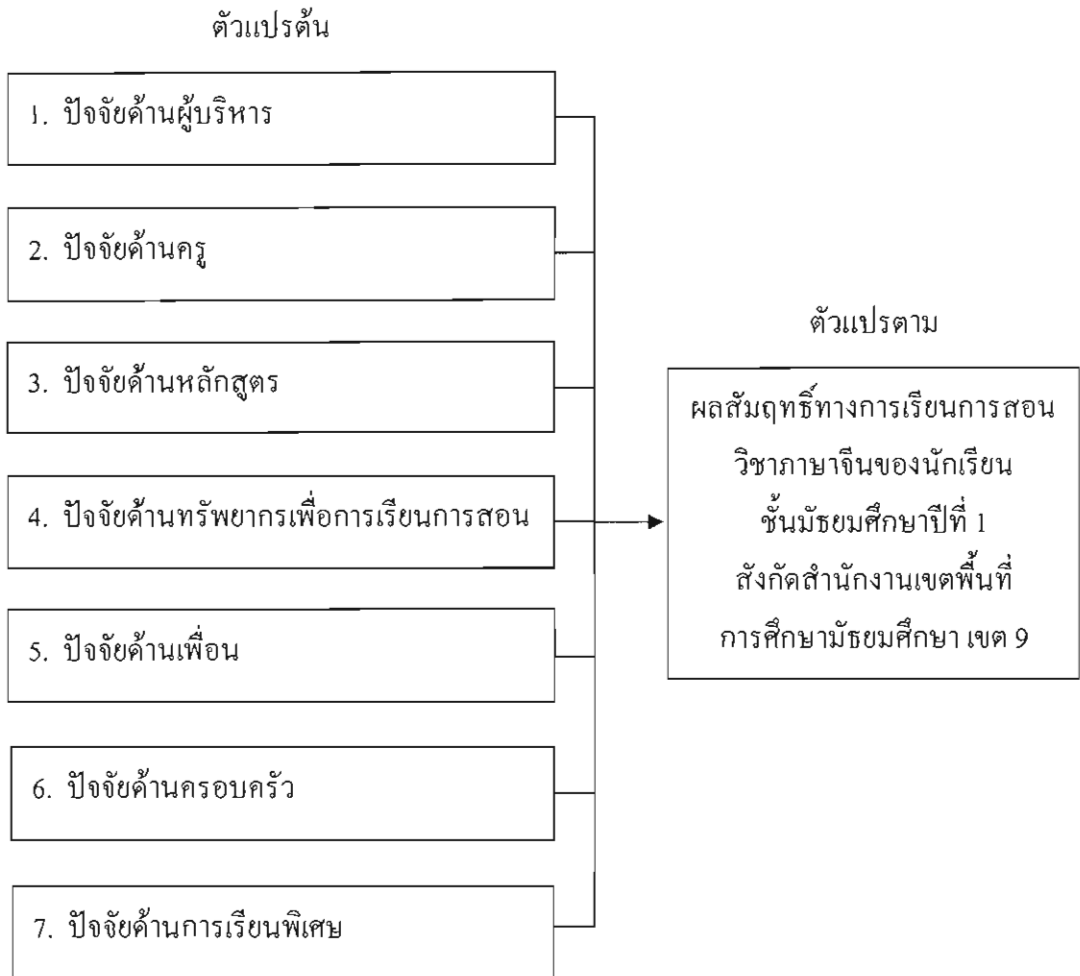 ตัวแปรต้น
1. ปัจจัยด้านผู้บริหาร
2. ปัจจัยด้านครู
3. ปัจจัยด้านหลักสูตร
4. ปัจจัยด้านทรัพยากรเพื่อการเรียนการสอน
5. ปัจจัยด้านเพื่อน
6. ปัจจัยด้านครอบครัว
7. ปัจจัยด้านการเรียนพิเศษ
ตัวแปรตาม
ผลสัมฤทธิ์ทางการเรียนการสอน
วิชาภาษาจีนของนักเรียน
ชั้นมัธยมศึกษาปีที่ 1
สังกัดสำนักงานเขตพื้นที่
การศึกษามัธยมศึกษา เขต 9